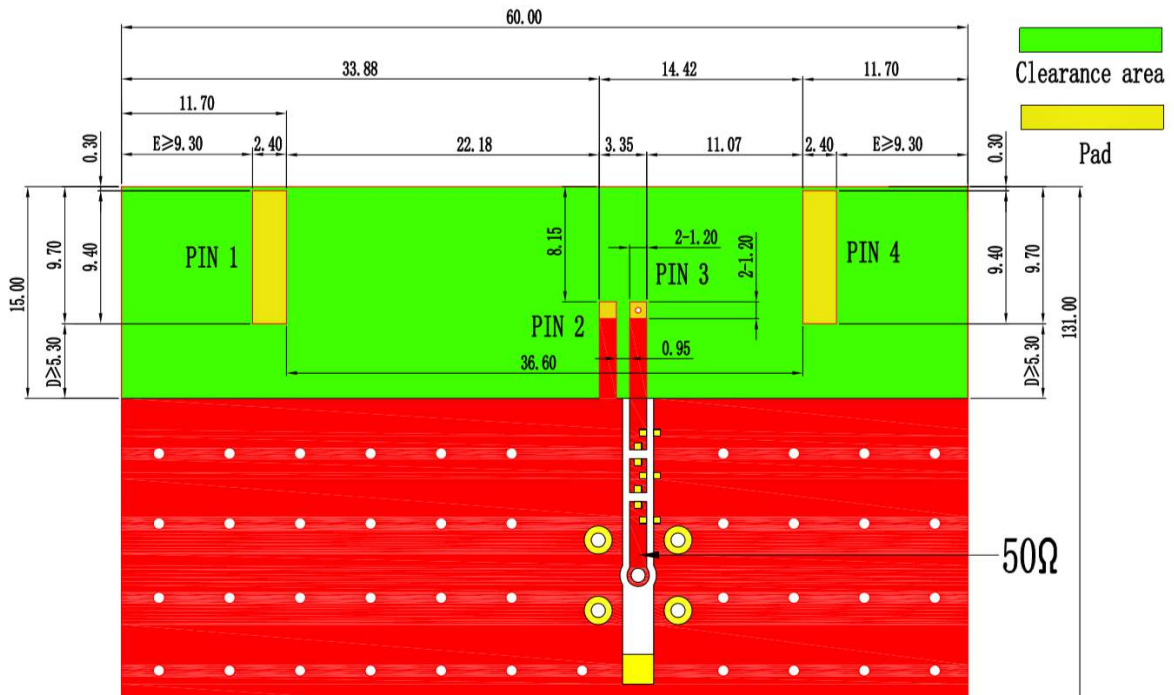 60.00
33.88
14.42
11.70
Clearance area
11.70
Pad
0.30
E≥9.30
2.40
22.18
3.35
11.07
2.40
E≥9.30
0.30
15.00
9.70
9.40
PIN 1
8.15
2-1.20
PIN 3
2-1.20
PIN 4
9.40
9.70
131.00
PIN 2
0.95
D≥5.30
36.60
D≥5.30
50Ω